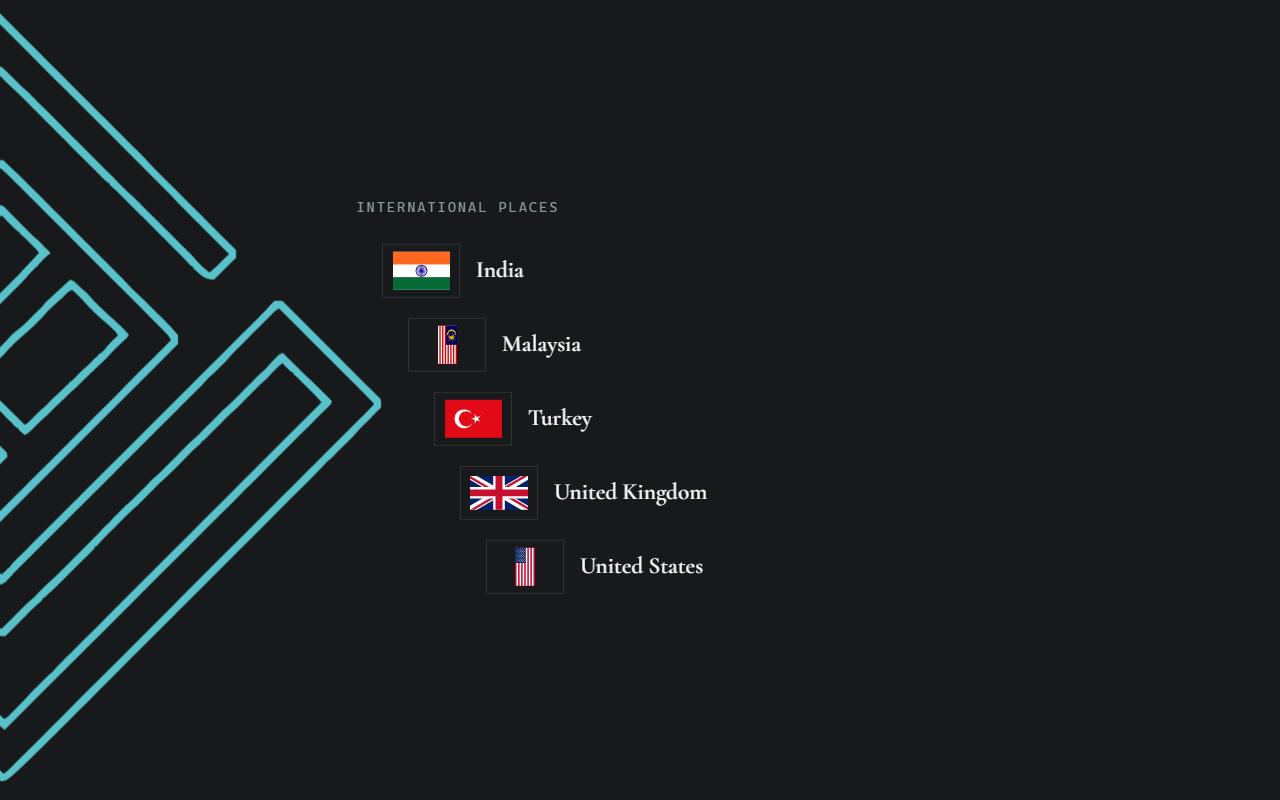 INTERNATIONAL PLACES
India
Malaysia
Turkey
United Kingdom
United States